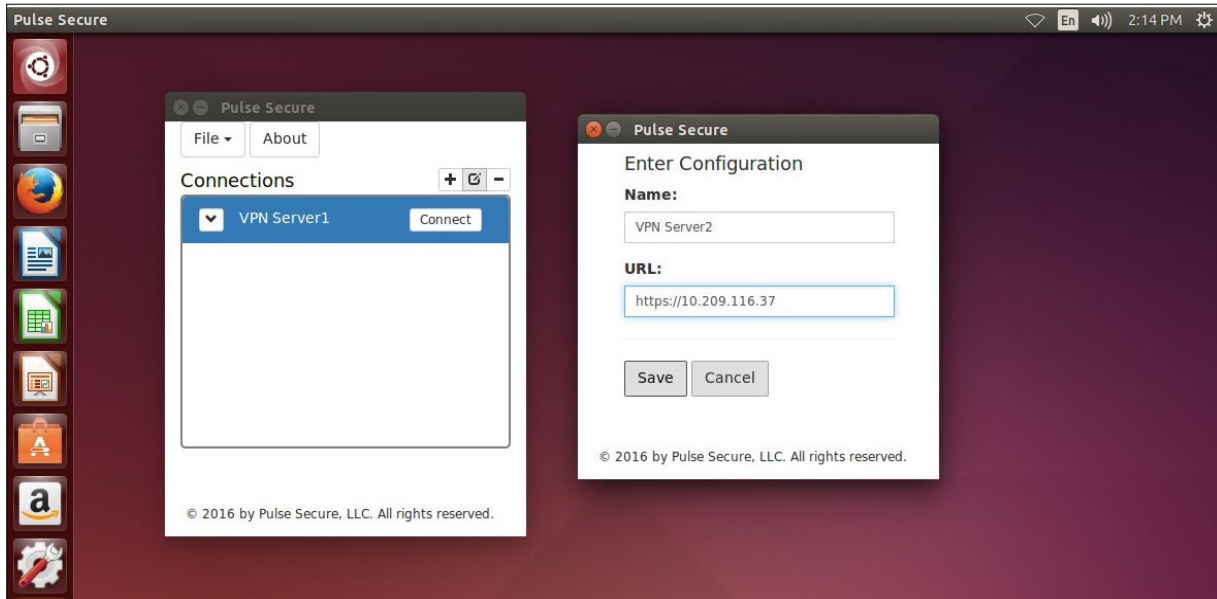 Pulse Secure
En
2:14 PM
Pulse Secure
File
About
Connections
VPN Server1
Connect
© 2016 by Pulse Secure, LLC. All rights reserved.
Pulse Secure
Enter Configuration
Name:
VPN Server2
URL:
https://10.209.116.37
Save
Cancel
© 2016 by Pulse Secure, LLC. All rights reserved.
a